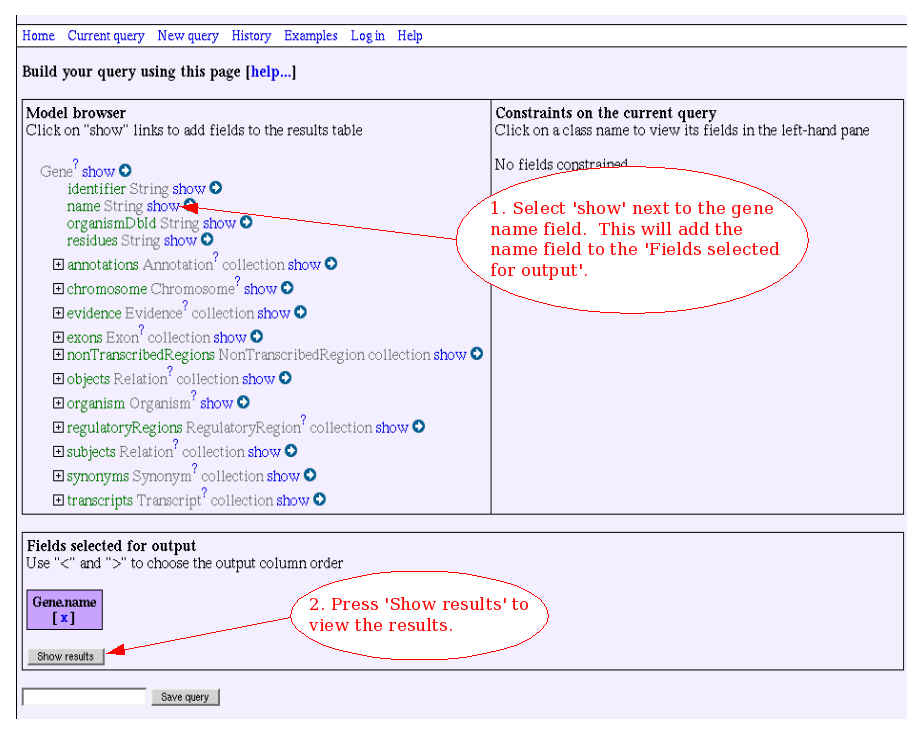 Home Current query New query History Examples Log in Help
Build your query using this page [help...]
Model browser
Click on "show" links to add fields to the results table
Gene? show
identifier String show
name String show
organismDbId String show
residues String show
annotations Annotation? collection show
chromosome Chromosome? show
evidence Evidence? collection show
exons Exon? collection show
nonTranscribedRegions NonTranscribedRegion collection show
objects Relation? collection show
organism Organism? show
regulatoryRegions RegulatoryRegion? collection show
subjects Relation? collection show
synonyms Synonym? collection show
transcripts Transcript? collection show
Constraints on the current query
Click on a class name to view its fields in the left-hand pane
No fields constrained
1. Select 'show' next to the gene
name field. This will add the
name field to the 'Fields selected
for output'.
Fields selected for output
Use "<" and ">" to choose the output column order
Gene.name
[ x ]
2. Press 'Show results' to
view the results.
Show results
Save query